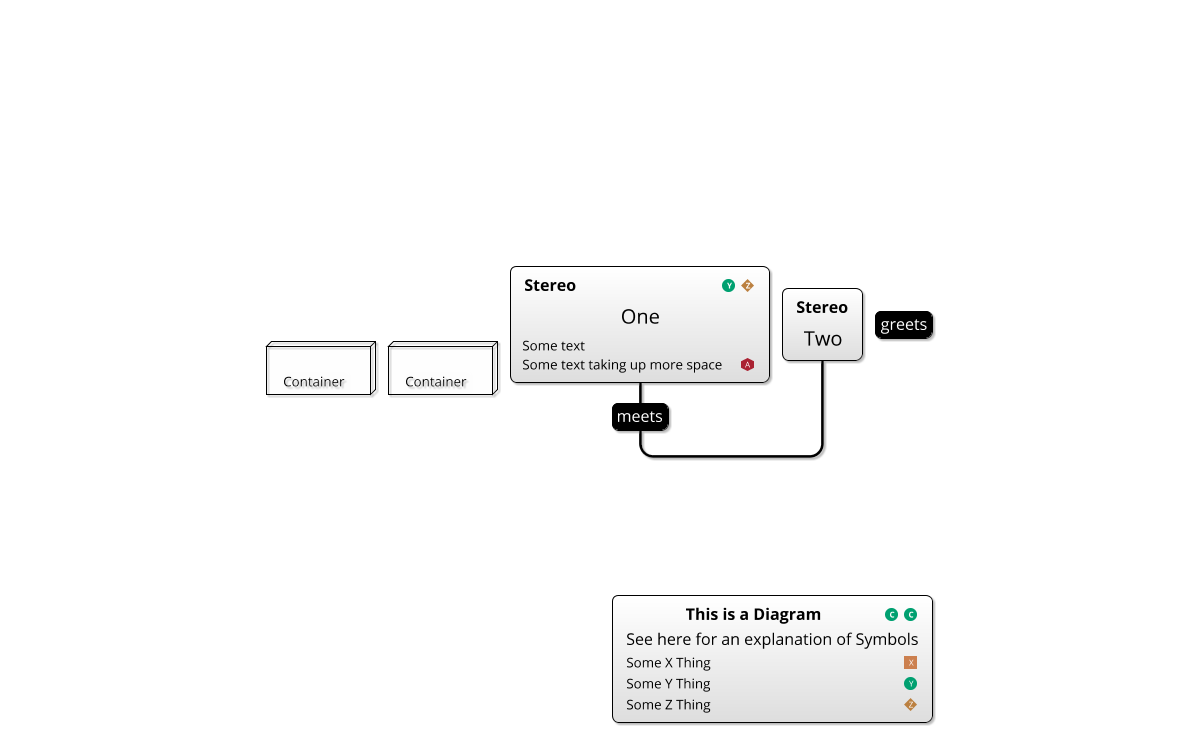 Stereo Y Z
One
Some text
Some text taking up more space A
Stereo
Two
greets
Container
Container
meets
This is a Diagram C C
See here for an explanation of Symbols
Some X Thing X
Some Y Thing Y
Some Z Thing Z